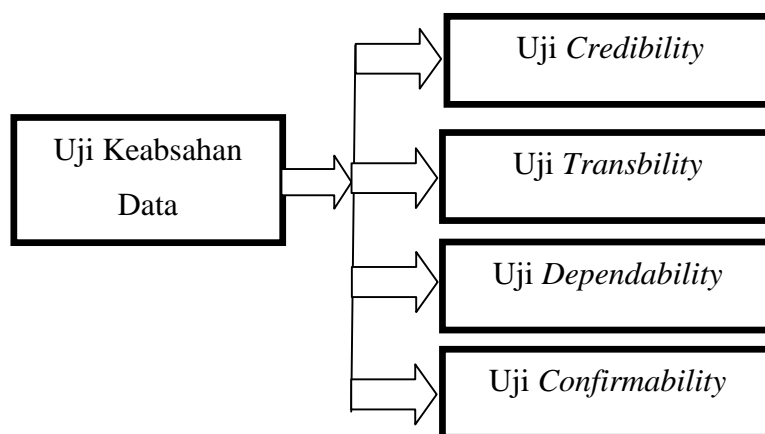 Uji Keabsahan
Data
Uji Credibility
Uji Transbility
Uji Dependability
Uji Confirmability